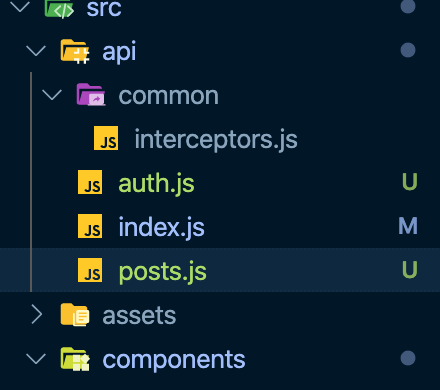 src
api
common
JS interceptors.js
JS auth.js U
JS index.js M
JS posts.js U
assets
components